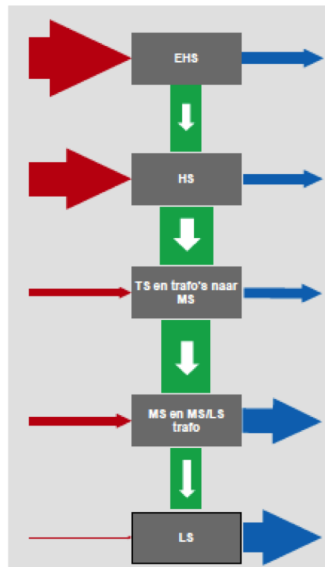 EHS
HS
TS en trafo's naar
MS
MS en MS/LS
trafo
LS